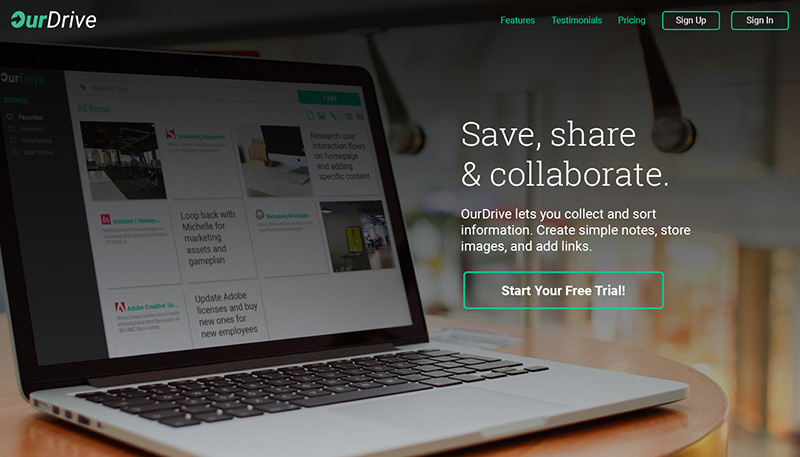 OurDrive
Features
Testimonials
Pricing
Sign Up
Sign In
Save, share
& collaborate.
OurDrive lets you collect and sort
information. Create simple notes, store
images, and add links.
Start Your Free Trial!
OurDrive
Search Tags
+ Add
DRIVES
All Items
Favorites
Research
Wireframes
User Flows
Smashing Magazine
Research user
interaction flows
on homepage
and adding
specific content
InVision | Homep...
Loop back with
Michelle for
marketing
assets and
gameplan
Balsamiq Mockups
Adobe Creative Su...
Update Adobe
licenses and buy
new ones for
new employees